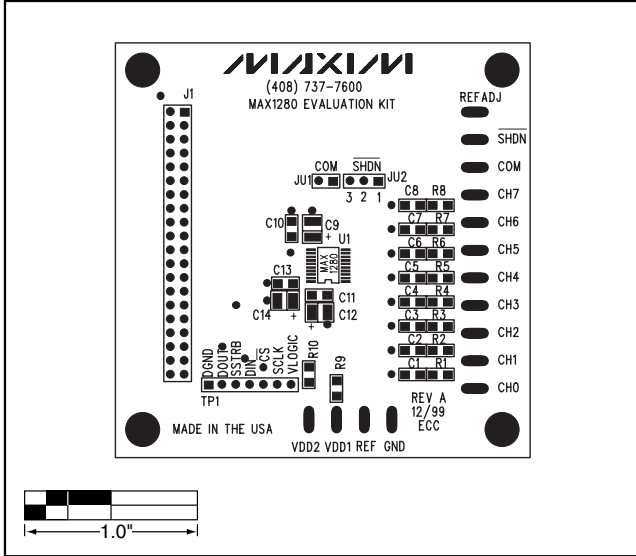 MAXIM
(408) 737-7600
MAX1280 EVALUATION KIT
J1
REFADJ
SHDN
COM
CH7
CH6
CH5
CH4
CH3
CH2
CH1
CH0
COM SHDN
JU1 JU2
3 2 1
C8 R8
C7 R7
C6 R6
C5 R5
C4 R4
C3 R3
C2 R2
C1 R1
C10 C9
+
U1
MAX
1280
C13
C14
+
C11
C12
+
R10
R9
DGND
DOUT
SSTRB
DIN
CS
SCLK
VLOGIC
TP1
REV A
12/99
ECC
MADE IN THE USA
VDD2 VDD1 REF GND
1.0"